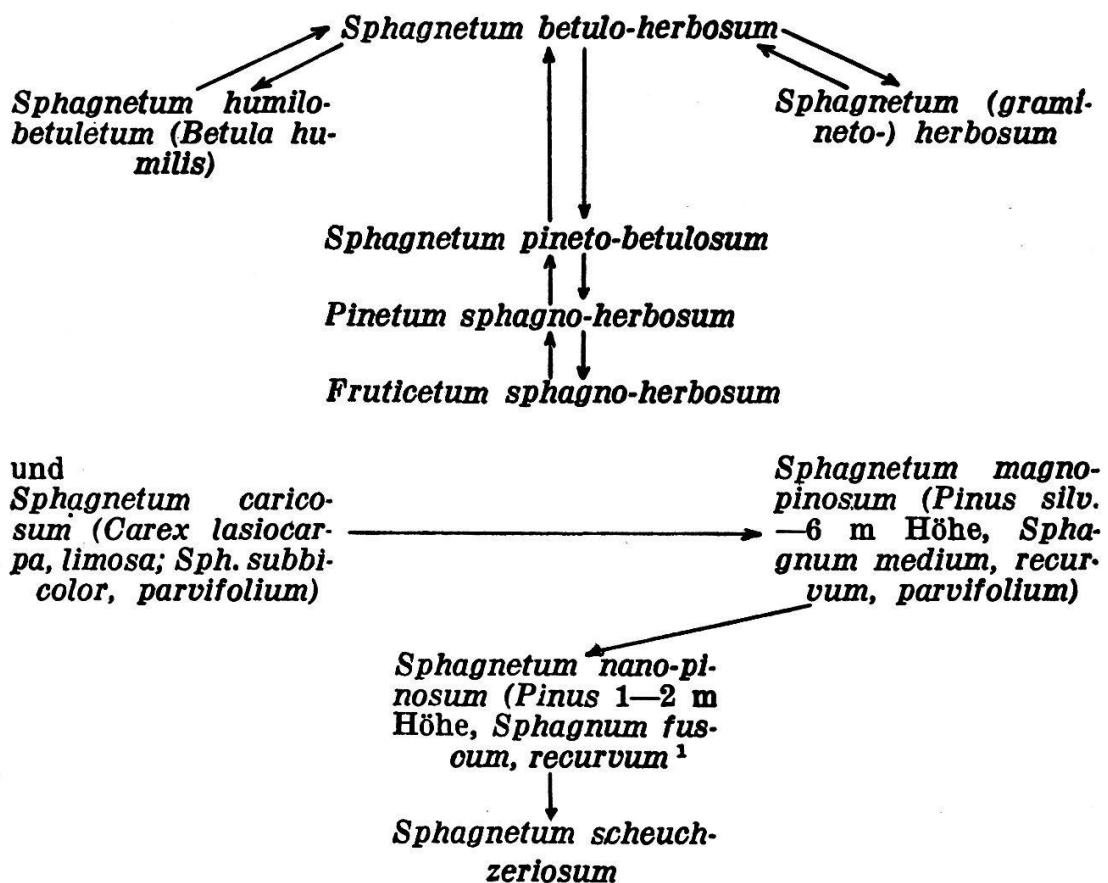 Sphagnetum betulo-herbosum
Sphagnetum humilo-
betuletum (Betula hu-
milis)
Sphagnetum (grami-
neto-) herbosum
Sphagnetum pineto-betulosum
Pinetum sphagno-herbosum
Fruticetum sphagno-herbosum
und
Sphagnetum carico-
sum (Carex lasiocar-
pa, limosa; Sph. subbi-
color, parvifolium)
Sphagnetum magno-
pinosum (Pinus silv.
—6 m Höhe, Spha-
gnum medium, recur-
vum, parvifolium)
Sphagnetum nano-pi-
nosum (Pinus 1—2 m
Höhe, Sphagnum fus-
cum, recurvum ¹
Sphagnetum scheuch-
zeriosum